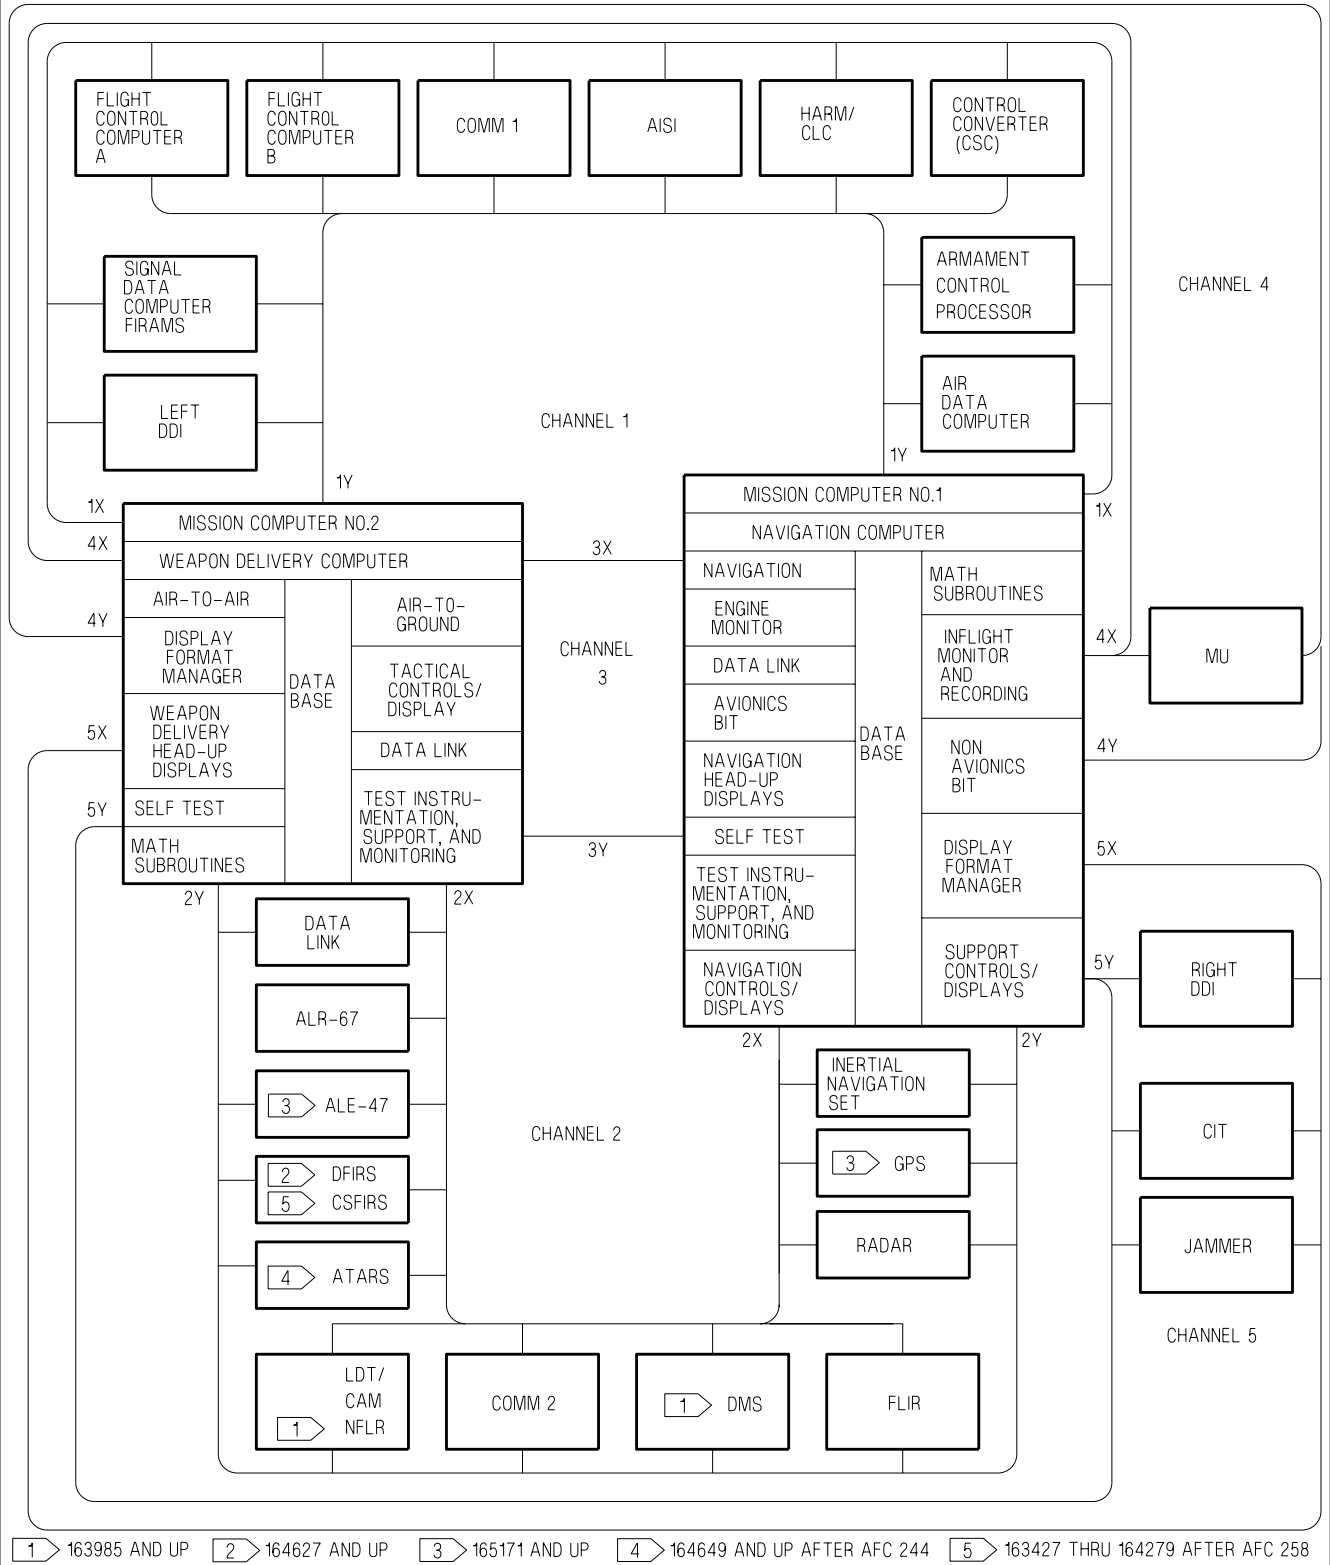 FLIGHT
CONTROL
COMPUTER
A
FLIGHT
CONTROL
COMPUTER
B
COMM 1
AISI
HARM/
CLC
CONTROL
CONVERTER
(CSC)
SIGNAL
DATA
COMPUTER
FIRAMS
ARMAMENT
CONTROL
PROCESSOR
CHANNEL 4
LEFT
DDI
CHANNEL 1
AIR
DATA
COMPUTER
1Y
1Y
1X
4X
4Y
5X
5Y
MISSION COMPUTER NO.2
WEAPON DELIVERY COMPUTER
AIR-TO-AIR
DISPLAY
FORMAT
MANAGER
WEAPON
DELIVERY
HEAD-UP
DISPLAYS
SELF TEST
MATH
SUBROUTINES
DATA
BASE
AIR-TO-
GROUND
TACTICAL
CONTROLS/
DISPLAY
DATA LINK
TEST INSTRU-
MENTATION,
SUPPORT, AND
MONITORING
3X
CHANNEL
3
3Y
MISSION COMPUTER NO.1
NAVIGATION COMPUTER
NAVIGATION
ENGINE
MONITOR
DATA LINK
AVIONICS
BIT
NAVIGATION
HEAD-UP
DISPLAYS
SELF TEST
TEST INSTRU-
MENTATION,
SUPPORT, AND
MONITORING
NAVIGATION
CONTROLS/
DISPLAYS
DATA
BASE
MATH
SUBROUTINES
INFLIGHT
MONITOR
AND
RECORDING
NON
AVIONICS
BIT
DISPLAY
FORMAT
MANAGER
SUPPORT
CONTROLS/
DISPLAYS
1X
4X
4Y
5X
5Y
MU
RIGHT
DDI
CIT
JAMMER
CHANNEL 5
2Y
2X
DATA
LINK
ALR-67
3 ALE-47
2 DFIRS
5 CSFIRS
4 ATARS
CHANNEL 2
2X
2Y
INERTIAL
NAVIGATION
SET
3 GPS
RADAR
LDT/
CAM
1 NFLR
COMM 2
1 DMS
FLIR
1 163985 AND UP
2 164627 AND UP
3 165171 AND UP
4 164649 AND UP AFTER AFC 244
5 163427 THRU 164279 AFTER AFC 258